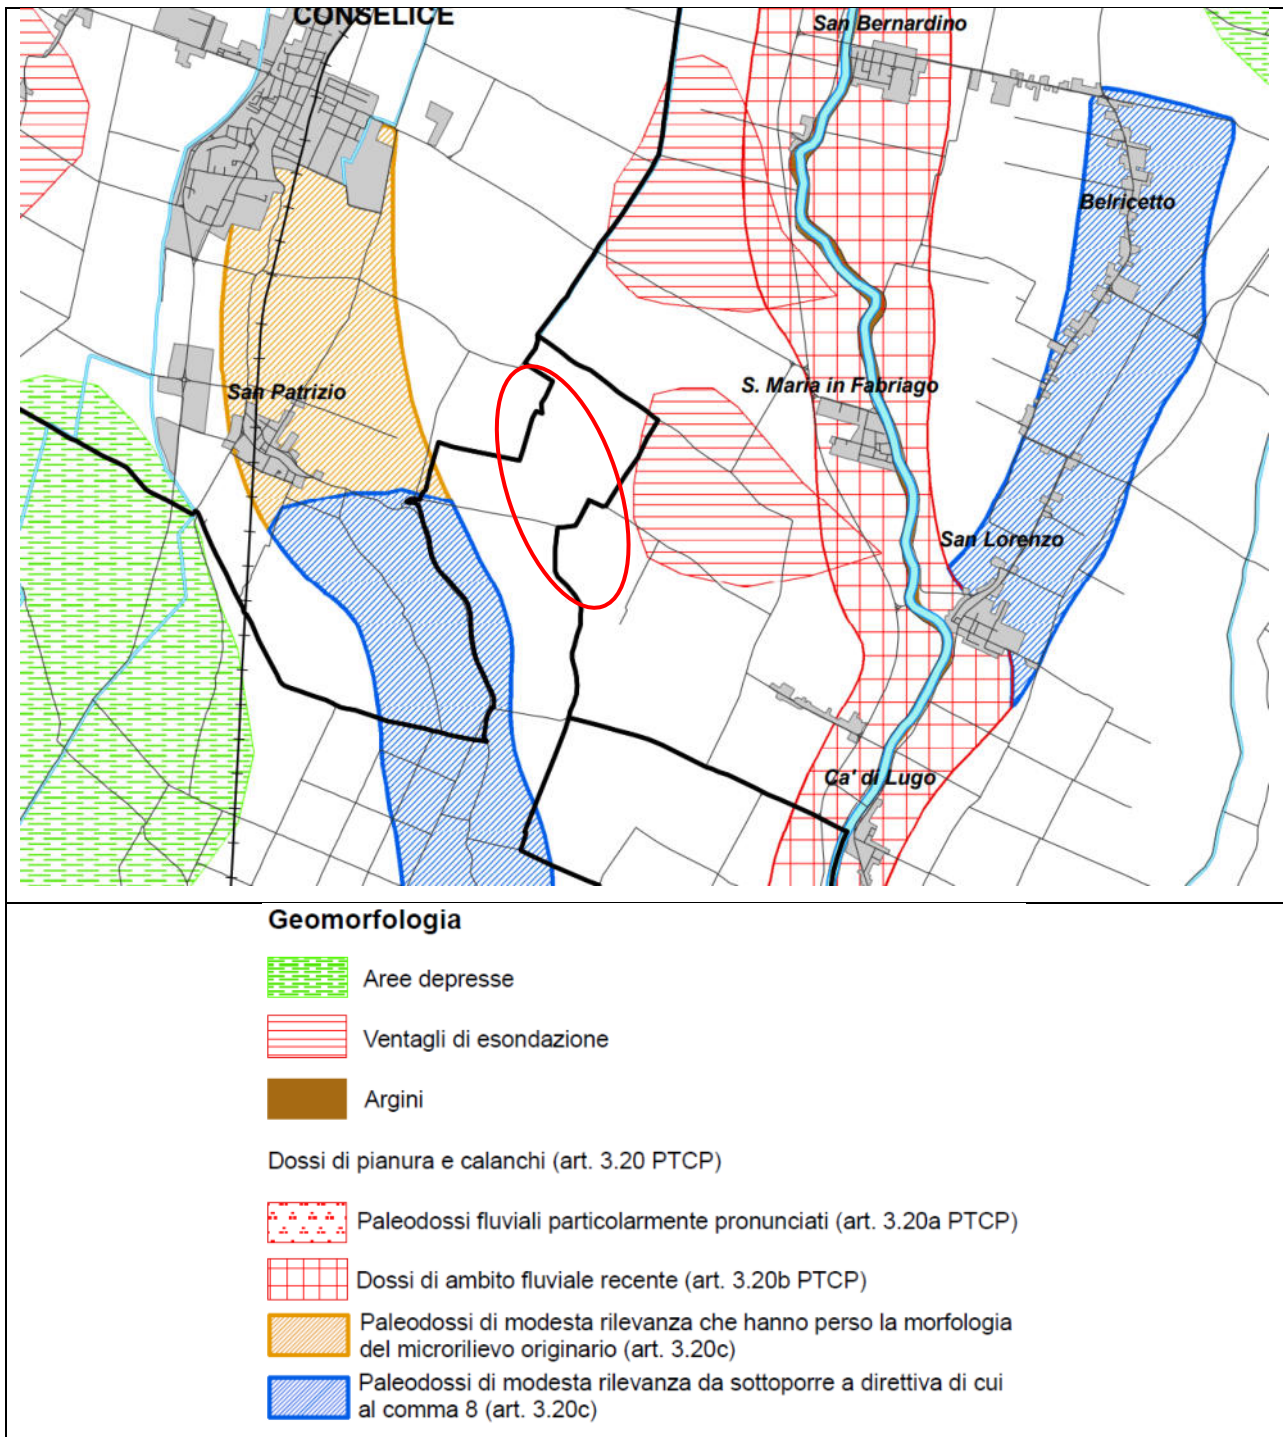 CONSELICE
San Bernardino
Belricetto
San Patrizio
S. Maria in Fabriago
San Lorenzo
Ca' di Lugo
Geomorfologia
Aree depresse
Ventagli di esondazione
Argini
Dossi di pianura e calanchi (art. 3.20 PTCP)
Paleodossi fluviali particolarmente pronunciati (art. 3.20a PTCP)
Dossi di ambito fluviale recente (art. 3.20b PTCP)
Paleodossi di modesta rilevanza che hanno perso la morfologia
del microrilievo originario (art. 3.20c)
Paleodossi di modesta rilevanza da sottoporre a direttiva di cui
al comma 8 (art. 3.20c)